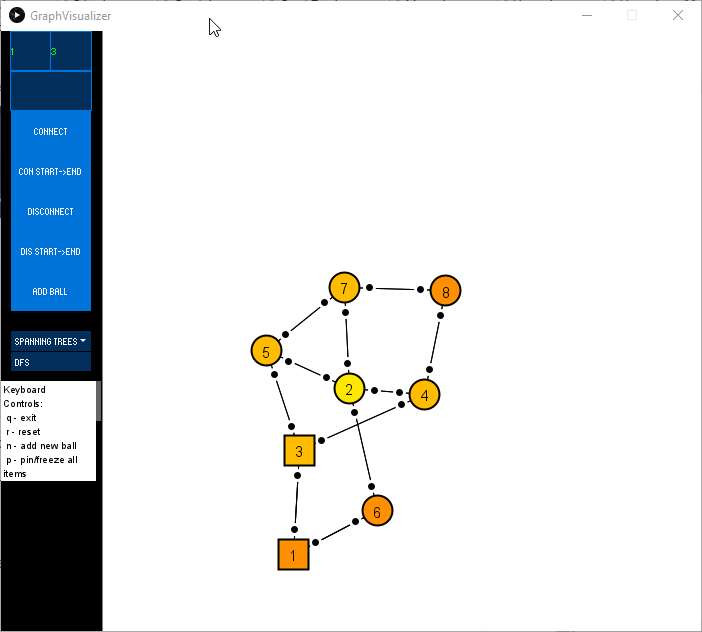 GraphVisualizer
1 3
CONNECT
CON START->END
DISCONNECT
DIS START->END
ADD BALL
SPANNING TREES
DFS
Keyboard
Controls:
q - exit
r - reset
n - add new ball
p - pin/freeze all
items
7
8
5
2
4
3
6
1